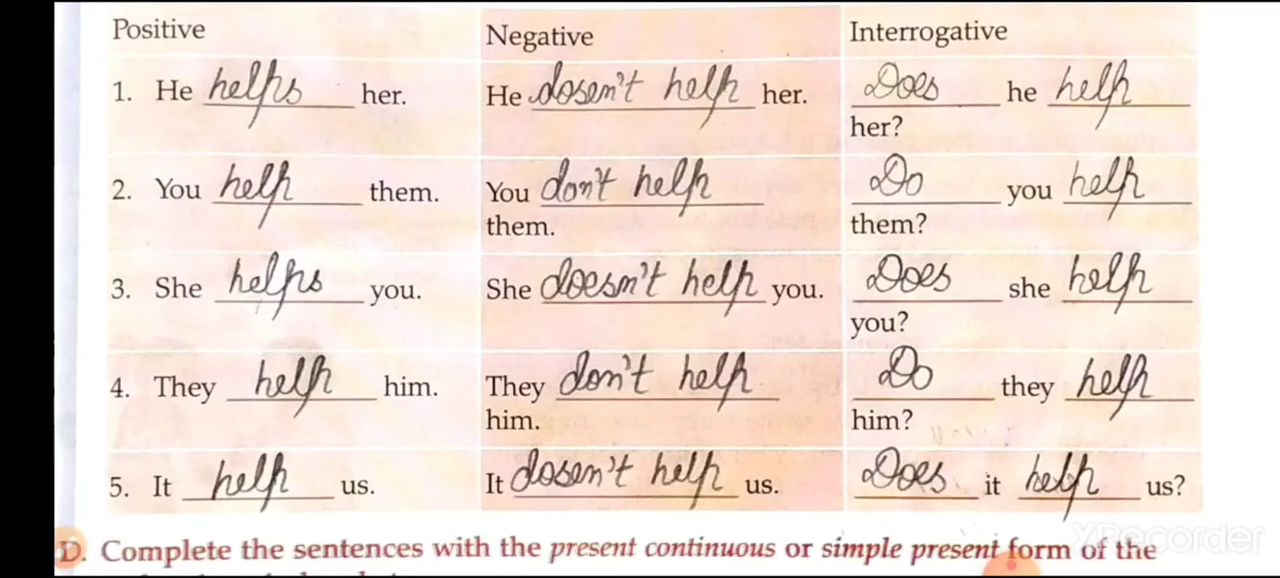 Positive Negative Interrogative
1. He helps her. He dosen't help her. Does he help
her?
2. You help them. You don't help Do you help
them. them?
3. She helps you. She doesn't help you. Does she help
you?
4. They help him. They don't help Do they help
him. him?
5. It help us. It dosen't help us. Does it help us?
XRecorder
D. Complete the sentences with the present continuous or simple present form of the